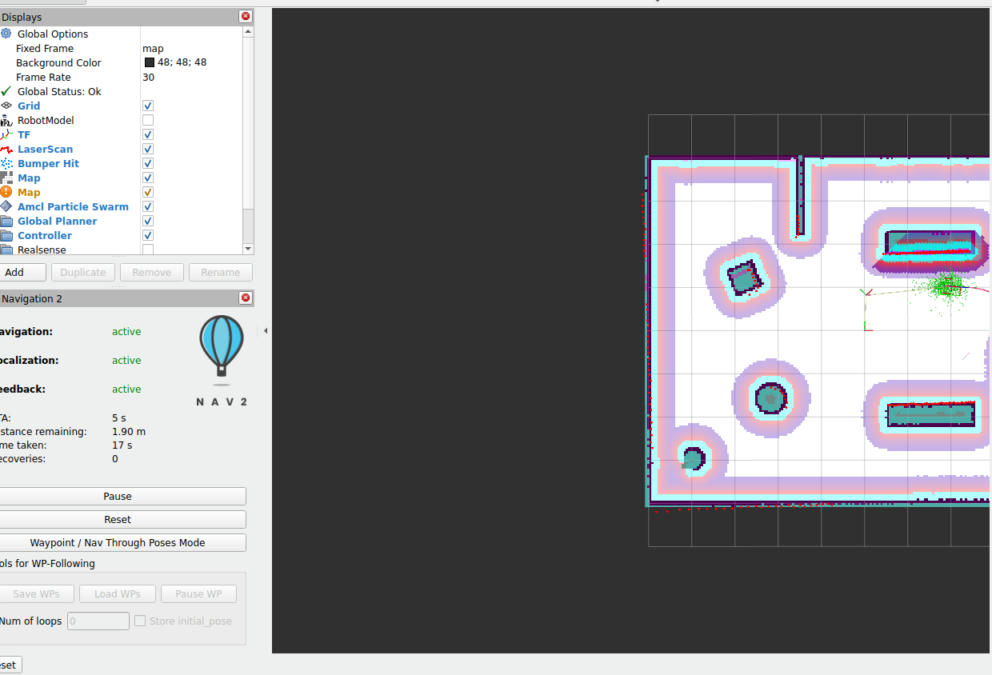 Displays
Global Options
Fixed Frame map
Background Color 48; 48; 48
Frame Rate 30
Global Status: Ok
Grid
RobotModel
TF
LaserScan
Bumper Hit
Map
Map
Amcl Particle Swarm
Global Planner
Controller
Realsense
Add Duplicate Remove Rename
Navigation 2
avigation: active
ocalization: active
eedback: active
NAV2
TA: 5 s
istance remaining: 1.90 m
me taken: 17 s
ecoveries: 0
Pause
Reset
Waypoint / Nav Through Poses Mode
ols for WP-Following
Save WPs Load WPs Pause WP
Num of loops 0 Store initial_pose
eset